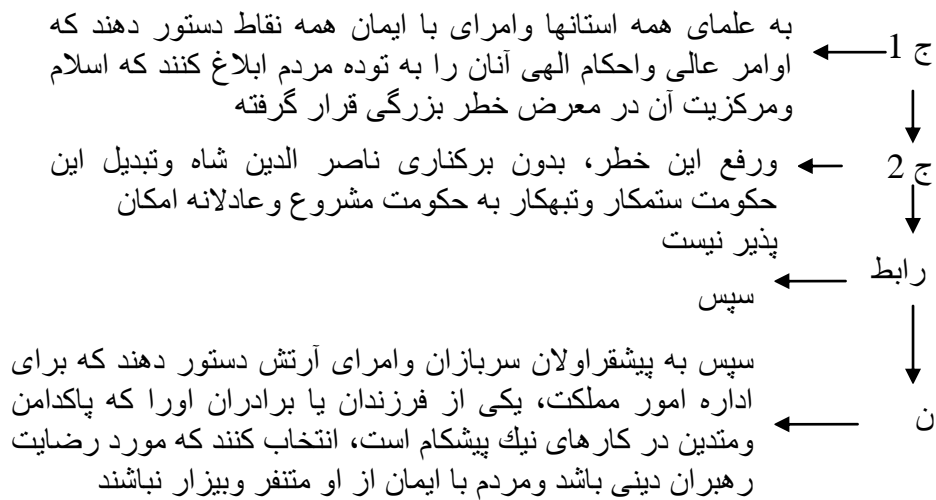 ج 1
به علمای همه استانها وامرای با ایمان همه نقاط دستور دهند که
اوامر عالی واحکام الهی آنان را به توده مردم ابلاغ کنند که اسلام
ومرکزیت آن در معرض خطر بزرگی قرار گرفته
ج 2
ورفع این خطر، بدون برکناری ناصر الدین شاه وتبدیل این
حکومت ستمکار وتبهکار به حکومت مشروع وعادلانه امکان
پذیر نیست
رابط
سپس
ن
سپس به پیشقراولان سربازان وامرای آرتش دستور دهند که برای
اداره امور مملکت، یکی از فرزندان یا برادران اورا که پاکدامن
ومتدین در کارهای نیك پیشکام است، انتخاب کنند که مورد رضایت
رهبران دینی باشد ومردم با ایمان از او متنفر وبیزار نباشند